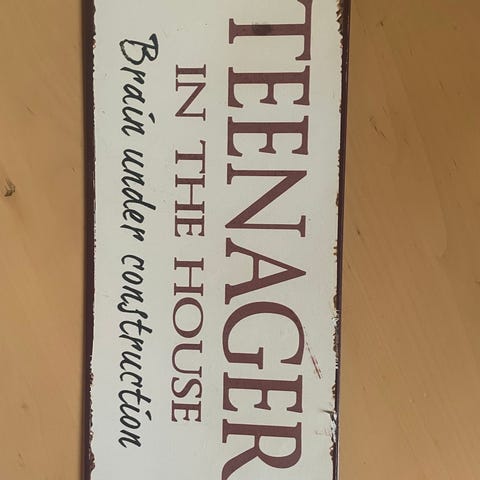 TEENAGER
IN THE HOUSE
Brain under construction